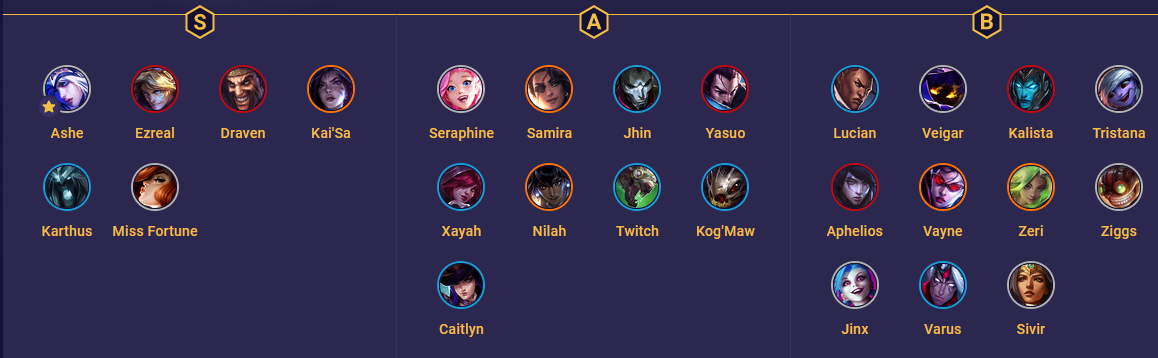 S
Ashe
Ezreal
Draven
Kai'Sa
Karthus
Miss Fortune
A
Seraphine
Samira
Jhin
Yasuo
Xayah
Nilah
Twitch
Kog'Maw
Caitlyn
B
Lucian
Veigar
Kalista
Tristana
Aphelios
Vayne
Zeri
Ziggs
Jinx
Varus
Sivir